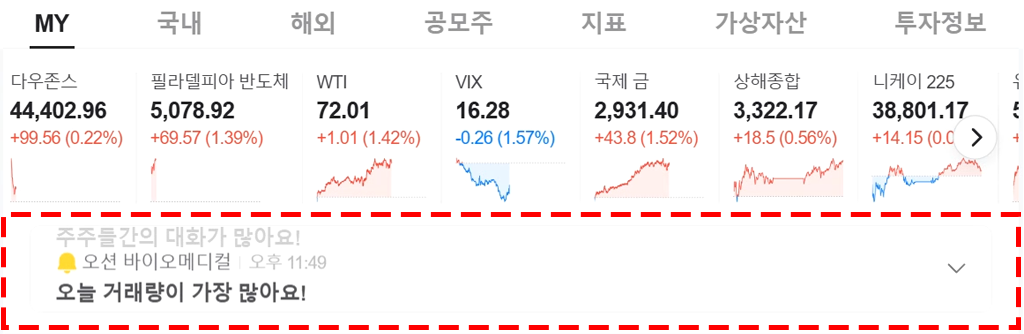 MY 국내 해외 공모주 지표 가상자산 투자정보
다우존스 필라델피아 반도체 WTI VIX 국제 금 상해종합 니케이 225
44,402.96 5,078.92 72.01 16.28 2,931.40 3,322.17 38,801.17
+99.56 (0.22%) +69.57 (1.39%) +1.01 (1.42%) -0.26 (1.57%) +43.8 (1.52%) +18.5 (0.56%) +14.15 (0.0
주주들간의 대화가 많아요!
오션 바이오메디컬 오후 11:49
오늘 거래량이 가장 많아요!